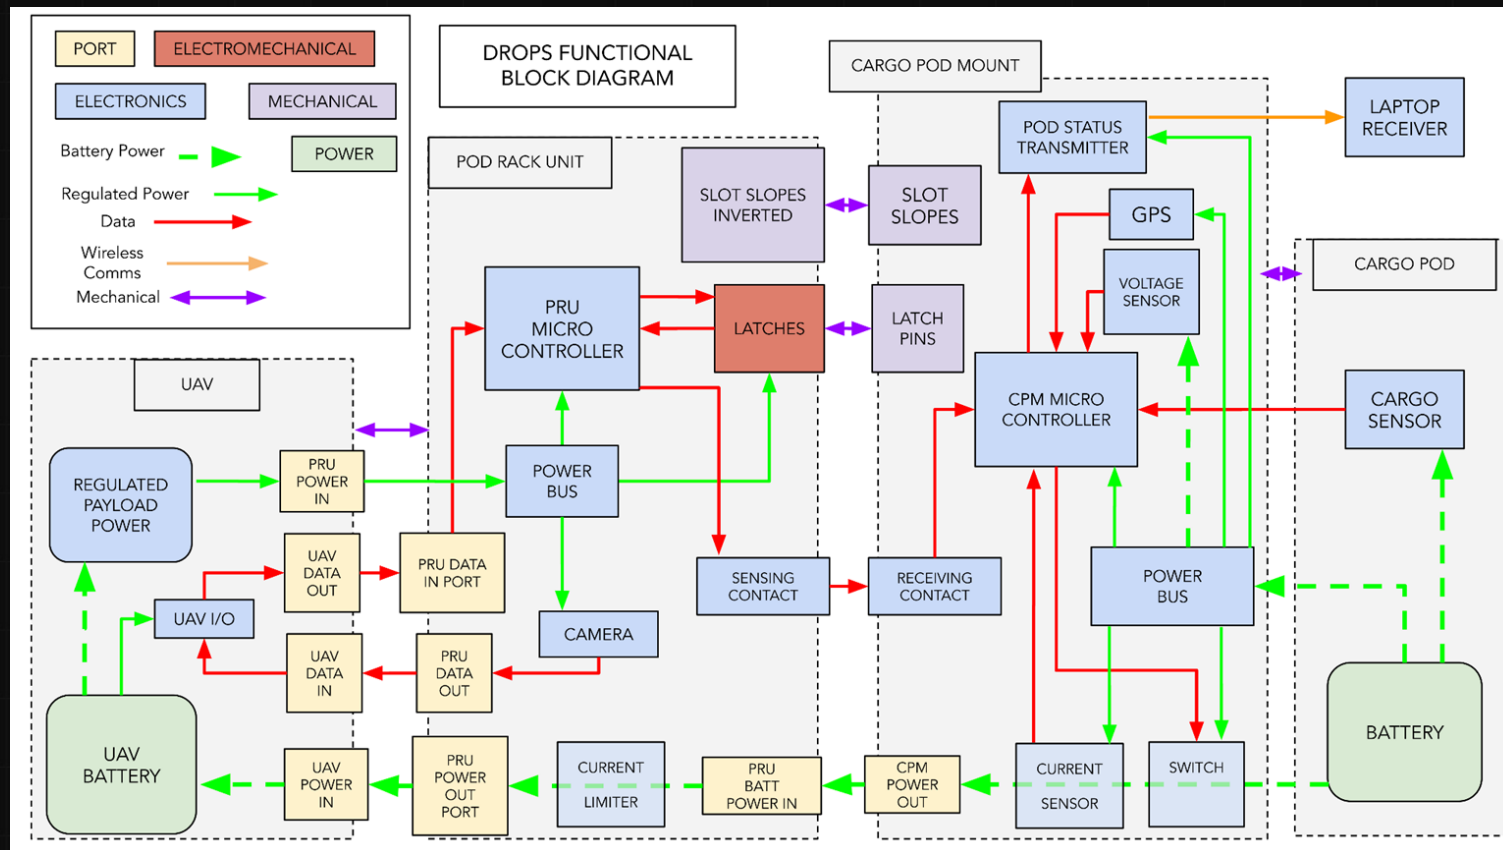 PORT
ELECTROMECHANICAL
ELECTRONICS
MECHANICAL
Battery Power
POWER
Regulated Power
Data
Wireless
Comms
Mechanical
DROPS FUNCTIONAL
BLOCK DIAGRAM
UAV
REGULATED
PAYLOAD
POWER
PRU
POWER
IN
UAV
DATA
OUT
UAV I/O
UAV
DATA
IN
UAV
BATTERY
UAV
POWER
IN
POD RACK UNIT
SLOT SLOPES
INVERTED
PRU
MICRO
CONTROLLER
LATCHES
POWER
BUS
PRU DATA
IN PORT
SENSING
CONTACT
CAMERA
PRU
DATA
OUT
PRU
POWER
OUT
PORT
CURRENT
LIMITER
PRU
BATT
POWER IN
CARGO POD MOUNT
POD STATUS
TRANSMITTER
SLOT
SLOPES
GPS
VOLTAGE
SENSOR
LATCH
PINS
CPM MICRO
CONTROLLER
RECEIVING
CONTACT
POWER
BUS
CPM
POWER
OUT
CURRENT
SENSOR
SWITCH
LAPTOP
RECEIVER
CARGO POD
CARGO
SENSOR
BATTERY